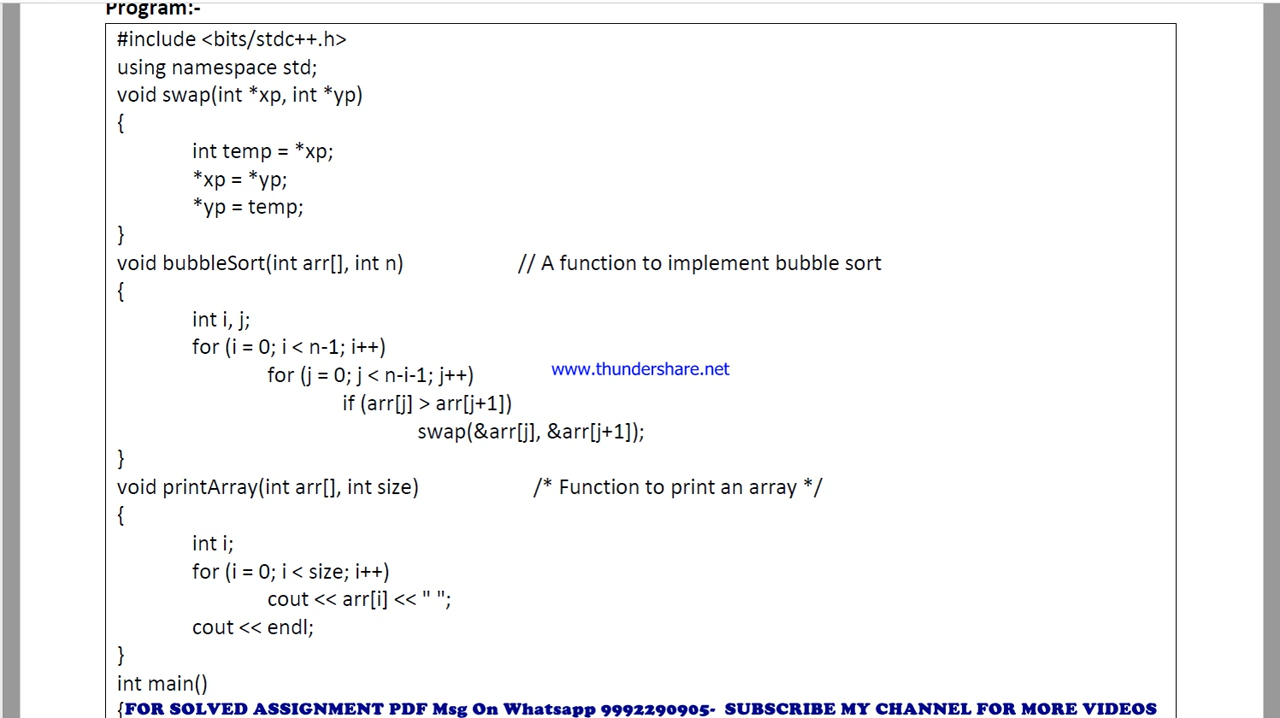 Program:-
#include <bits/stdc++.h>
using namespace std;
void swap(int *xp, int *yp)
{
int temp = *xp;
*xp = *yp;
*yp = temp;
}
void bubbleSort(int arr[], int n) // A function to implement bubble sort
{
int i, j;
for (i = 0; i < n-1; i++)
www.thundershare.net
for (j = 0; j < n-i-1; j++)
if (arr[j] > arr[j+1])
swap(&arr[j], &arr[j+1]);
}
void printArray(int arr[], int size) /* Function to print an array */
{
int i;
for (i = 0; i < size; i++)
cout << arr[i] << " ";
cout << endl;
}
int main()
{FOR SOLVED ASSIGNMENT PDF Msg On Whatsapp 9992290905- SUBSCRIBE MY CHANNEL FOR MORE VIDEOS